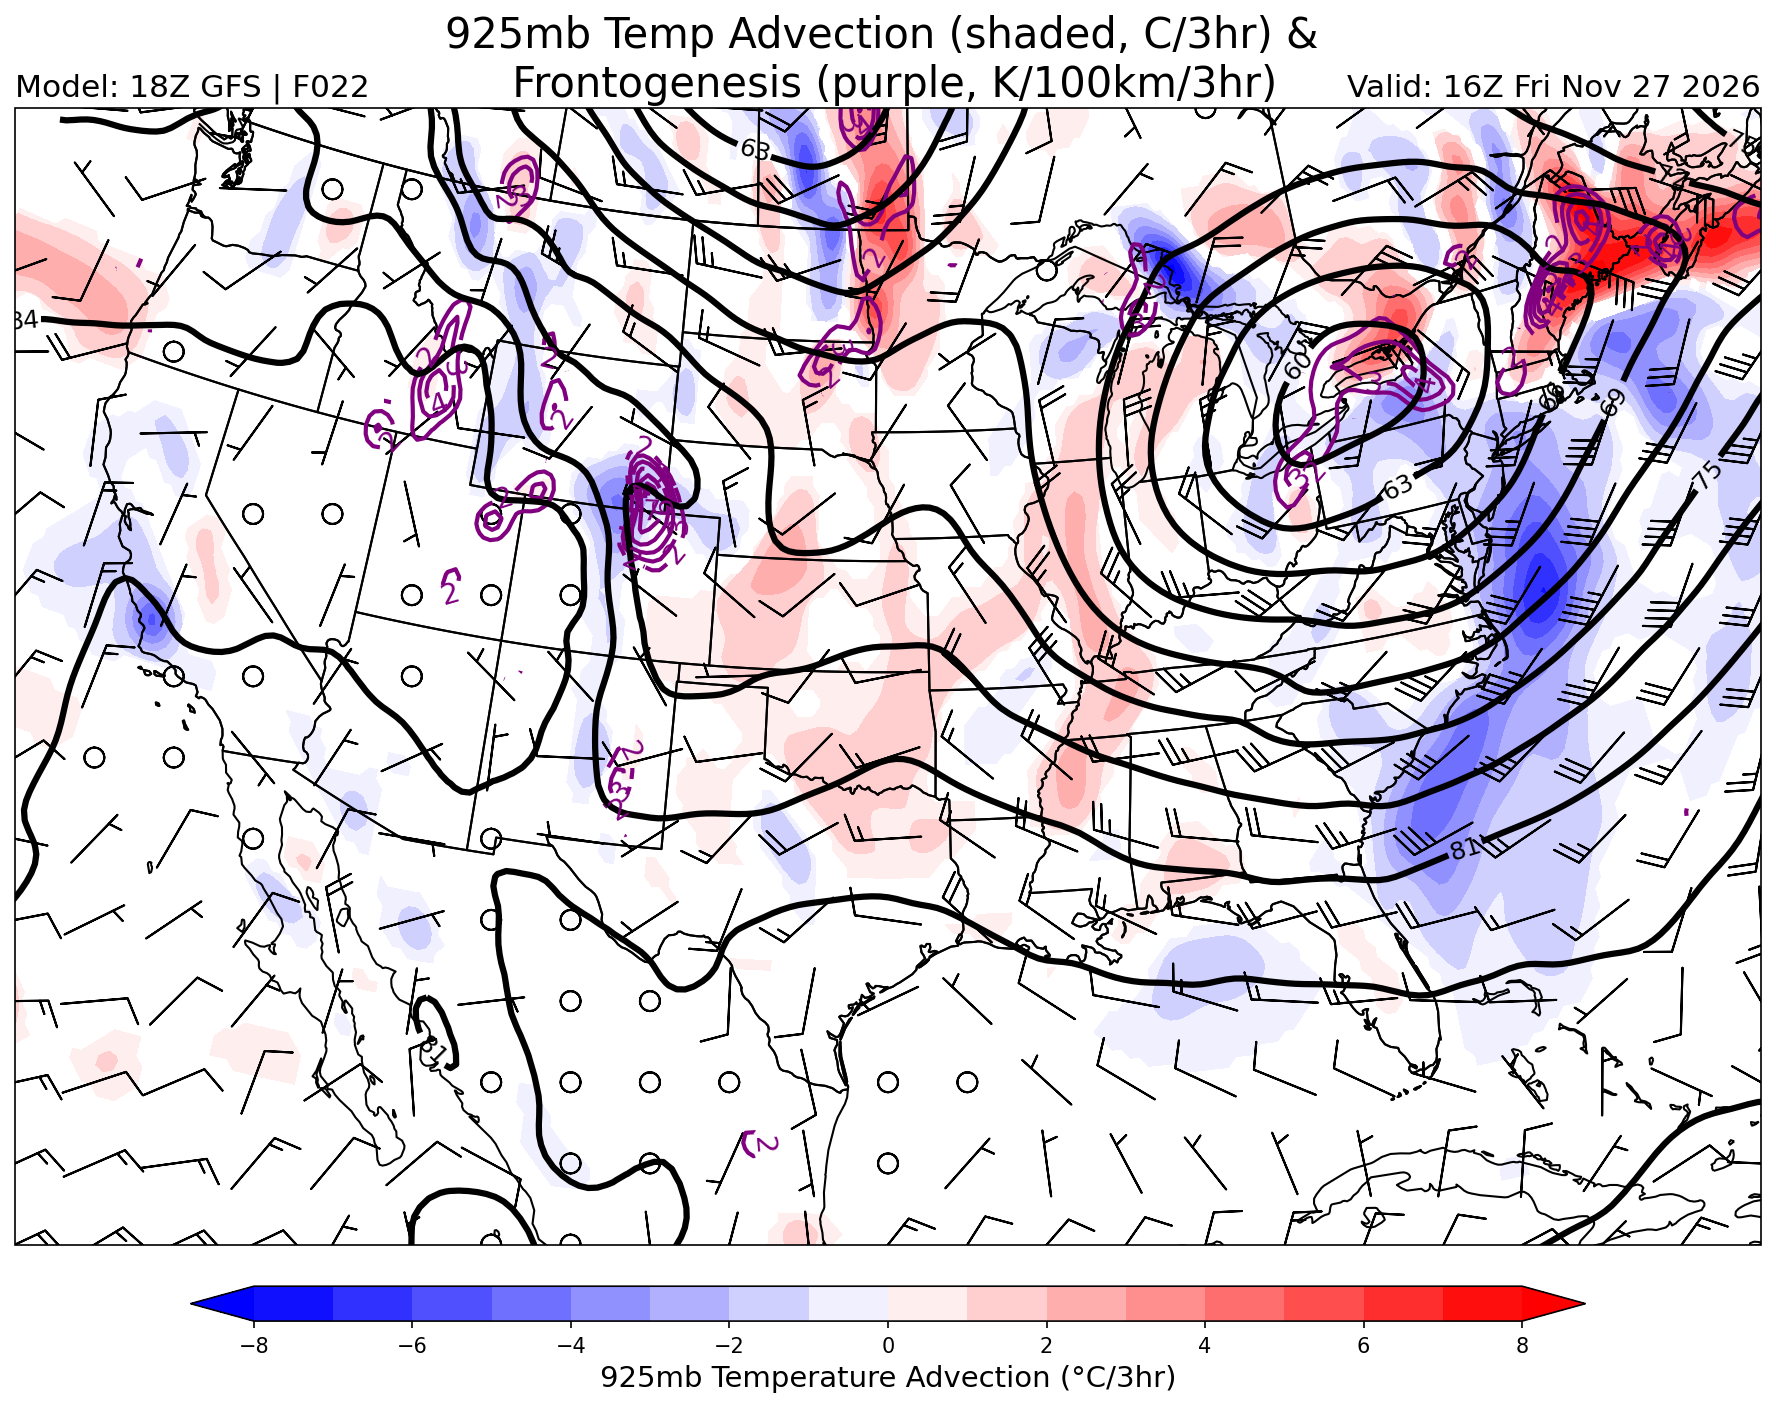 925mb Temp Advection (shaded, C/3hr) &
Frontogenesis (purple, K/100km/3hr)
Model: 18Z GFS | F022
Valid: 16Z Fri Nov 27 2026
63
84
60
63
69
75
81
−8 −6 −4 −2 0 2 4 6 8
925mb Temperature Advection (°C/3hr)